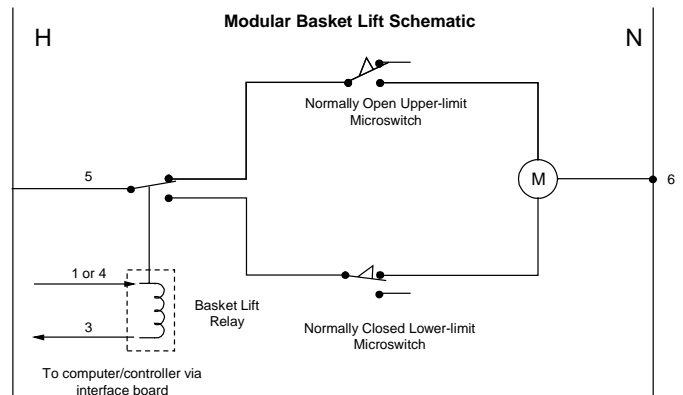 Modular Basket Lift Schematic
H
N
Normally Open Upper-limit
Microswitch
5
M
6
1 or 4
3
Basket Lift
Relay
Normally Closed Lower-limit
Microswitch
To computer/controller via
interface board